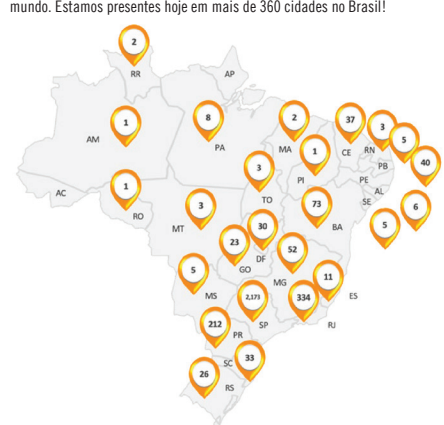 mundo. Estamos presentes hoje em mais de 360 cidades no Brasil!
2
RR
AP
1
AM
8
PA
2
MA
37
CE
3
RN
5
PB
40
1
PI
PE
AL
SE
6
5
AC
1
RO
3
TO
3
MT
73
BA
30
DF
23
GO
52
MG
5
MS
11
ES
2,173
SP
334
RJ
212
PR
SC
33
26
RS